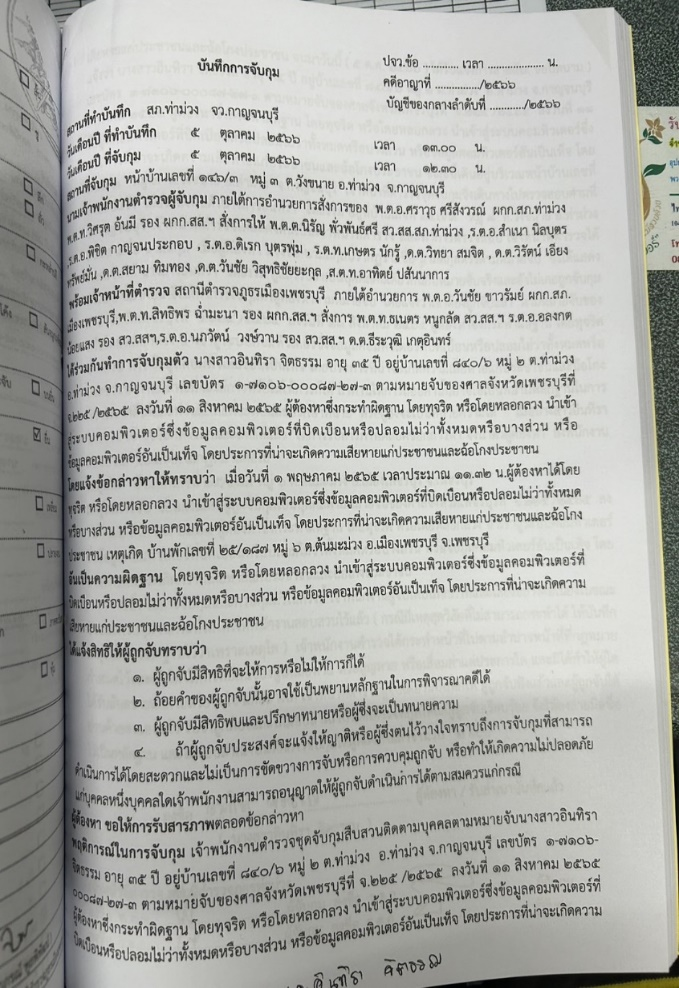 บันทึกการจับกุม
ปจว.ข้อ ............ เวลา ................... น.
คดีอาญาที่ ................/๒๕๖๖
บัญชีของกลางลำดับที่ ............/๒๕๖๖
สถานที่ทำบันทึก สภ.ท่าม่วง จว.กาญจนบุรี
วันเดือนปี ที่ทำบันทึก ๕ ตุลาคม ๒๕๖๖ เวลา ๑๓.๐๐ น.
วันเดือนปี ที่จับกุม ๕ ตุลาคม ๒๕๖๖ เวลา ๑๒.๓๐ น.
สถานที่จับกุม หน้าบ้านเลขที่ ๑๔๖/๓ หมู่ ๓ ต.วังขนาย อ.ท่าม่วง จ.กาญจนบุรี
นามเจ้าพนักงานตำรวจผู้จับกุม ภายใต้การอำนวยการสั่งการของ พ.ต.อ.ศราวุธ ศรีสังวรณ์ ผกก.สภ.ท่าม่วง
พ.ต.ท.วิศรุต อ้นมี รอง ผกก.สส.ฯ สั่งการให้ พ.ต.ต.นิรัญ พั่วพันธ์ศรี สว.สส.สภ.ท่าม่วง ,ร.ต.อ.สำเนา นิลบุตร
,ร.ต.อ.พิชิต กาญจนประกอบ , ร.ต.อ.ดิเรก บุตรพุ่ม , ร.ต.ท.เกษตร นักรู้ ,ด.ต.วิทยา สมจิต , ด.ต.วิรัตน์ เอียง
ทรัพย์มั่น ,ด.ต.สยาม ทิมทอง ,ด.ต.วันชัย วิสุทธิชัยยะกุล ,ส.ต.ท.อาทิตย์ ปสันนาการ
พร้อมเจ้าหน้าที่ตำรวจ สถานีตำรวจภูธรเมืองเพชรบุรี ภายใต้อำนวยการ พ.ต.อ.วันชัย ขาวรัมย์ ผกก.สภ.
เมืองเพชรบุรี,พ.ต.ท.สิทธิพร ฉ่ำมะนา รอง ผกก.สส.ฯ สั่งการ พ.ต.ท.ธเนตร หนูกลัด สว.สส.ฯ ร.ต.อ.อลงกต
น้อยแสง รอง สว.สสฯ,ร.ต.อ.นภวัตน์ วงษ์วาน รอง สว.สส.ฯ ด.ต.ธีระวุฒิ เกตุอินทร์
ได้ร่วมกันทำการจับกุมตัว นางสาวอินทิรา จิตธรรม อายุ ๓๕ ปี อยู่บ้านเลขที่ ๘๔๐/๖ หมู่ ๒ ต.ท่าม่วง
อ.ท่าม่วง จ.กาญจนบุรี เลขบัตร ๑-๗๑๐๖-๐๐๐๘๗-๒๗-๓ ตามหมายจับของศาลจังหวัดเพชรบุรีที่
จ.๒๒๕ /๒๕๖๕ ลงวันที่ ๑๑ สิงหาคม ๒๕๖๕ ผู้ต้องหาซึ่งกระทำผิดฐาน โดยทุจริต หรือโดยหลอกลวง นำเข้า
สู่ระบบคอมพิวเตอร์ซึ่งข้อมูลคอมพิวเตอร์ที่บิดเบือนหรือปลอมไม่ว่าทั้งหมดหรือบางส่วน หรือ
ข้อมูลคอมพิวเตอร์อันเป็นเท็จ โดยประการที่น่าจะเกิดความเสียหายแก่ประชาชนและฉ้อโกงประชาชน
โดยแจ้งข้อกล่าวหาให้ทราบว่า เมื่อวันที่ ๑ พฤษภาคม ๒๕๖๕ เวลาประมาณ ๑๑.๓๒ น.ผู้ต้องหาได้โดย
ทุจริต หรือโดยหลอกลวง นำเข้าสู่ระบบคอมพิวเตอร์ซึ่งข้อมูลคอมพิวเตอร์ที่บิดเบือนหรือปลอมไม่ว่าทั้งหมด
หรือบางส่วน หรือข้อมูลคอมพิวเตอร์อันเป็นเท็จ โดยประการที่น่าจะเกิดความเสียหายแก่ประชาชนและฉ้อโกง
ประชาชน เหตุเกิด บ้านพักเลขที่ ๒๕/๑๘๗ หมู่ ๖ ต.ต้นมะม่วง อ.เมืองเพชรบุรี จ.เพชรบุรี
อันเป็นความผิดฐาน โดยทุจริต หรือโดยหลอกลวง นำเข้าสู่ระบบคอมพิวเตอร์ซึ่งข้อมูลคอมพิวเตอร์ที่
บิดเบือนหรือปลอมไม่ว่าทั้งหมดหรือบางส่วน หรือข้อมูลคอมพิวเตอร์อันเป็นเท็จ โดยประการที่น่าจะเกิดความ
เสียหายแก่ประชาชนและฉ้อโกงประชาชน
ได้แจ้งสิทธิให้ผู้ถูกจับทราบว่า
๑. ผู้ถูกจับมีสิทธิที่จะให้การหรือไม่ให้การก็ได้
๒. ถ้อยคำของผู้ถูกจับนั้นอาจใช้เป็นพยานหลักฐานในการพิจารณาคดีได้
๓. ผู้ถูกจับมีสิทธิพบและปรึกษาทนายหรือผู้ซึ่งจะเป็นทนายความ
๔. ถ้าผู้ถูกจับประสงค์จะแจ้งให้ญาติหรือผู้ซึ่งตนไว้วางใจทราบถึงการจับกุมที่สามารถ
ดำเนินการได้โดยสะดวกและไม่เป็นการขัดขวางการจับหรือการควบคุมถูกจับ หรือทำให้เกิดความไม่ปลอดภัย
แก่บุคคลหนึ่งบุคคลใดเจ้าพนักงานสามารถอนุญาตให้ผู้ถูกจับดำเนินการได้ตามสมควรแก่กรณี
ผู้ต้องหา ขอให้การรับสารภาพตลอดข้อกล่าวหา
พฤติการณ์ในการจับกุม เจ้าพนักงานตำรวจชุดจับกุมสืบสวนติดตามบุคคลตามหมายจับนางสาวอินทิรา
จิตธรรม อายุ ๓๕ ปี อยู่บ้านเลขที่ ๘๔๐/๖ หมู่ ๒ ต.ท่าม่วง อ.ท่าม่วง จ.กาญจนบุรี เลขบัตร ๑-๗๑๐๖-
๐๐๐๘๗-๒๗-๓ ตามหมายจับของศาลจังหวัดเพชรบุรีที่ จ.๒๒๕ /๒๕๖๕ ลงวันที่ ๑๑ สิงหาคม ๒๕๖๕
ผู้ต้องหาซึ่งกระทำผิดฐาน โดยทุจริต หรือโดยหลอกลวง นำเข้าสู่ระบบคอมพิวเตอร์ซึ่งข้อมูลคอมพิวเตอร์ที่
บิดเบือนหรือปลอมไม่ว่าทั้งหมดหรือบางส่วน หรือข้อมูลคอมพิวเตอร์อันเป็นเท็จ โดยประการที่น่าจะเกิดความ
อินทิรา จิตธรรม